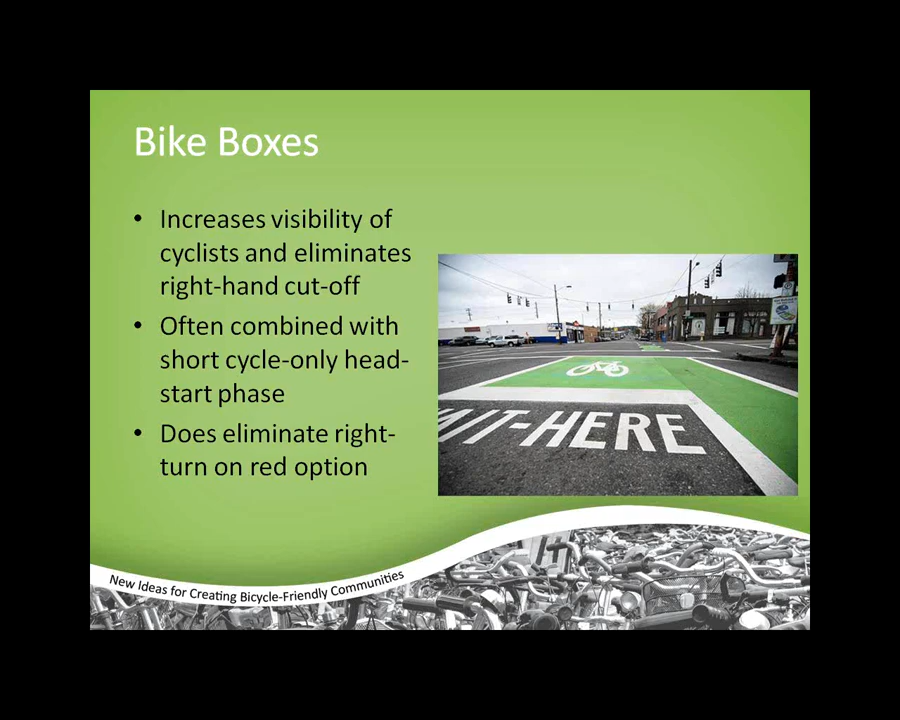 Bike Boxes
• Increases visibility of
cyclists and eliminates
right-hand cut-off
• Often combined with
short cycle-only head-
start phase
• Does eliminate right-
turn on red option
IT-HERE
New Ideas for Creating Bicycle-Friendly Communities